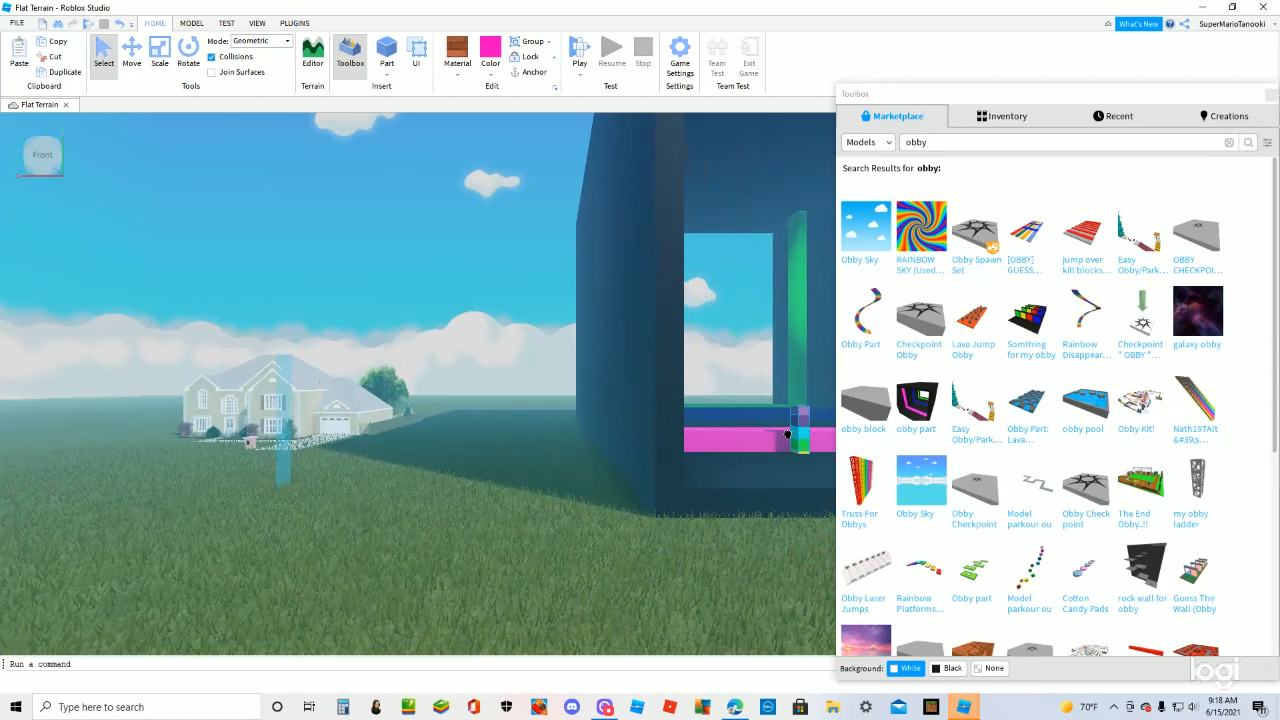 Flat Terrain - Roblox Studio
FILE HOME MODEL TEST VIEW PLUGINS What's New SuperMarioTanooki
Paste Copy Cut Duplicate Clipboard
Select Move Scale Rotate Mode: Geometric Collisions Join Surfaces Tools
Editor Terrain
Toolbox Part UI Insert
Material Color Group Lock Anchor Edit
Play Resume Stop Test
Game Settings Settings
Team Test Exit Game Team Test
Flat Terrain
Front
Toolbox
Marketplace Inventory Recent Creations
Models obby
Search Results for obby:
Obby Sky
RAINBOW SKY (Used...
Obby Spawn Set
[OBBY] GUESS...
jump over kill blocks...
Easy Obby/Park...
OBBY CHECKPOI...
Obby Part
Checkpoint Obby
Lava Jump Obby
Somthing for my obby
Rainbow Disappear...
Checkpoint " OBBY "...
galaxy obby
obby block
obby part
Easy Obby/Park...
Obby Part: Lava...
obby pool
Obby Kit!
Nath197Alt &#39;s...
Truss For Obbys
Obby Sky
Obby Checkpoint
Model parkour ou
Obby Check point
The End Obby..!!
my obby ladder
Obby Laser Jumps
Rainbow Platforms...
Obby part
Model parkour ou
Cotton Candy Pads
rock wall for obby
Guess The Wall (Obby
Run a command
Background: White Black None
logi
Type here to search
70°F
9:18 AM
6/15/2021